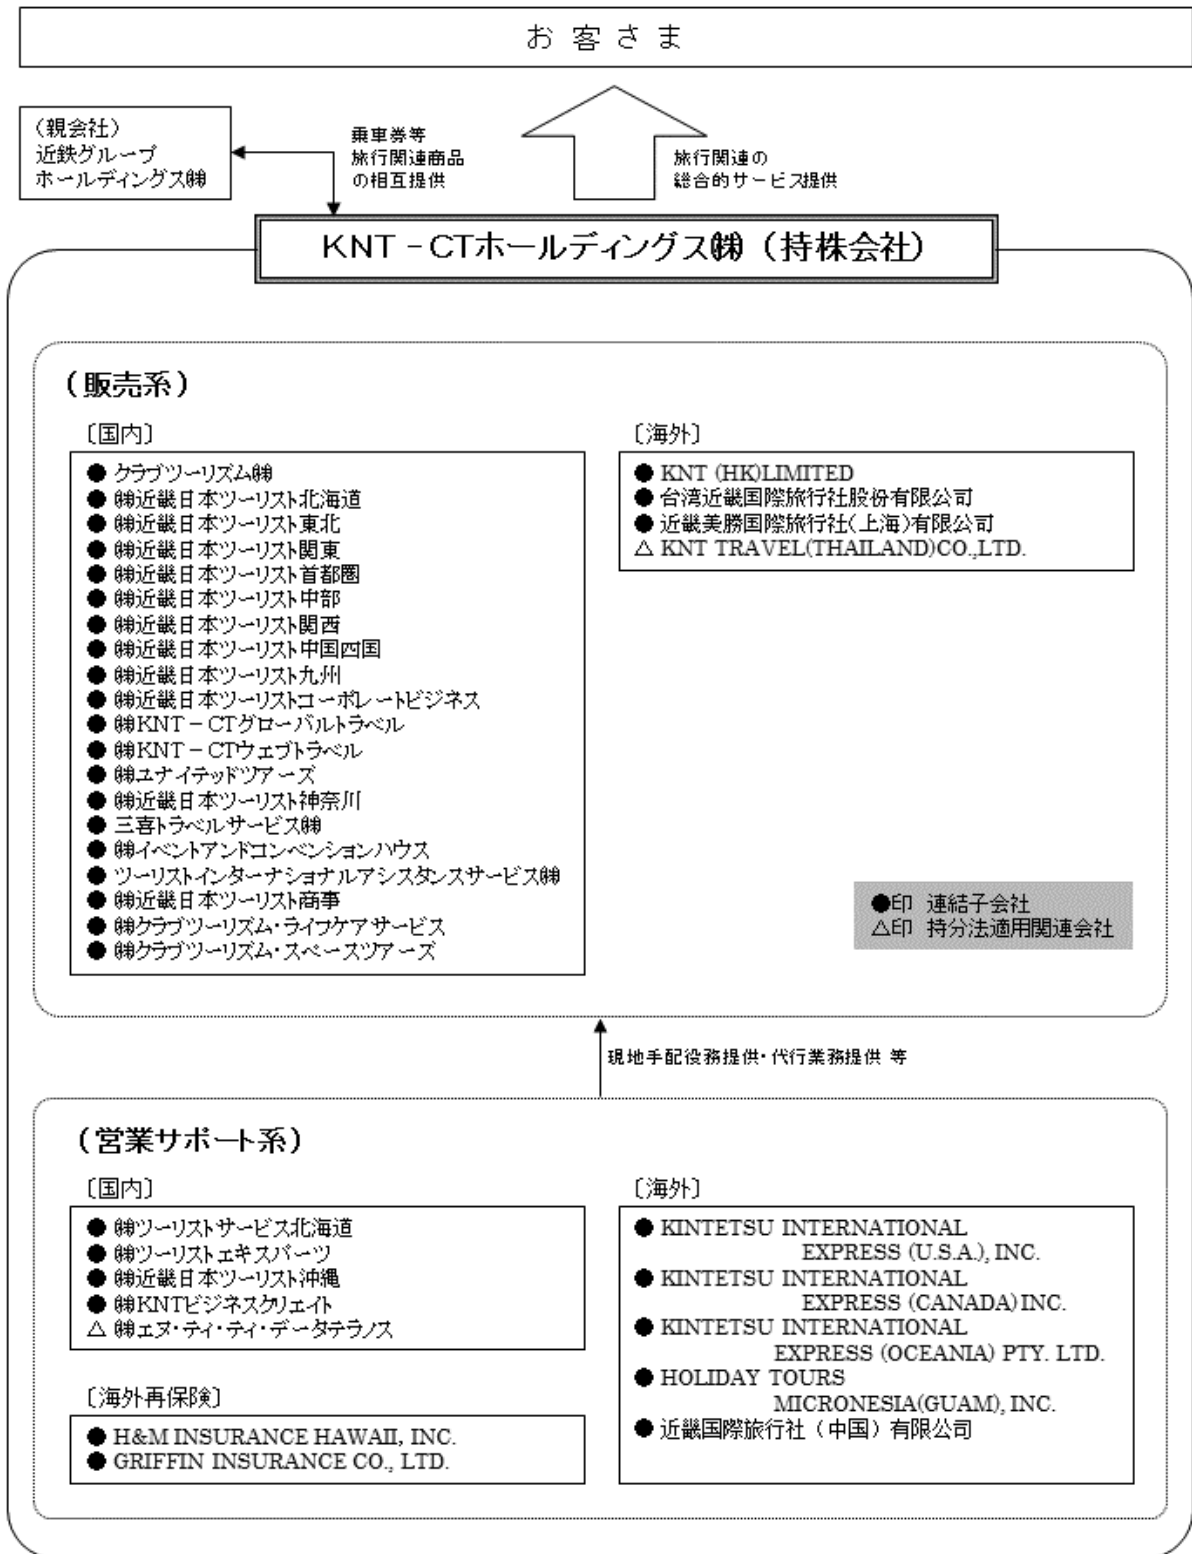 お客さま
(親会社)
近鉄グループ
ホールディングス㈱
乗車券等
旅行関連商品
の相互提供
旅行関連の
総合的サービス提供
KNT－CTホールディングス㈱（持株会社）
（販売系）
〔国内〕
● クラブツーリズム㈱
● ㈱近畿日本ツーリスト北海道
● ㈱近畿日本ツーリスト東北
● ㈱近畿日本ツーリスト関東
● ㈱近畿日本ツーリスト首都圏
● ㈱近畿日本ツーリスト中部
● ㈱近畿日本ツーリスト関西
● ㈱近畿日本ツーリスト中国四国
● ㈱近畿日本ツーリスト九州
● ㈱近畿日本ツーリストコーポレートビジネス
● ㈱KNT－CTグローバルトラベル
● ㈱KNT－CTウェブトラベル
● ㈱ユナイテッドツアーズ
● ㈱近畿日本ツーリスト神奈川
● 三喜トラベルサービス㈱
● ㈱イベントアンドコンベンションハウス
● ツーリストインターナショナルアシスタンスサービス㈱
● ㈱近畿日本ツーリスト商事
● ㈱クラブツーリズム・ライフケアサービス
● ㈱クラブツーリズム・スペースツアーズ
〔海外〕
● KNT (HK)LIMITED
● 台湾近畿国際旅行社股份有限公司
● 近畿美勝国際旅行社(上海)有限公司
△ KNT TRAVEL(THAILAND)CO.,LTD.
●印 連結子会社
△印 持分法適用関連会社
現地手配役務提供・代行業務提供 等
（営業サポート系）
〔国内〕
● ㈱ツーリストサービス北海道
● ㈱ツーリストエキスパーツ
● ㈱近畿日本ツーリスト沖縄
● ㈱KNTビジネスクリエイト
△ ㈱エヌ・ティ・ティ・データテラノス
〔海外再保険〕
● H&M INSURANCE HAWAII, INC.
● GRIFFIN INSURANCE CO., LTD.
〔海外〕
● KINTETSU INTERNATIONAL
EXPRESS (U.S.A.), INC.
● KINTETSU INTERNATIONAL
EXPRESS (CANADA) INC.
● KINTETSU INTERNATIONAL
EXPRESS (OCEANIA) PTY. LTD.
● HOLIDAY TOURS
MICRONESIA(GUAM), INC.
● 近畿国際旅行社（中国）有限公司